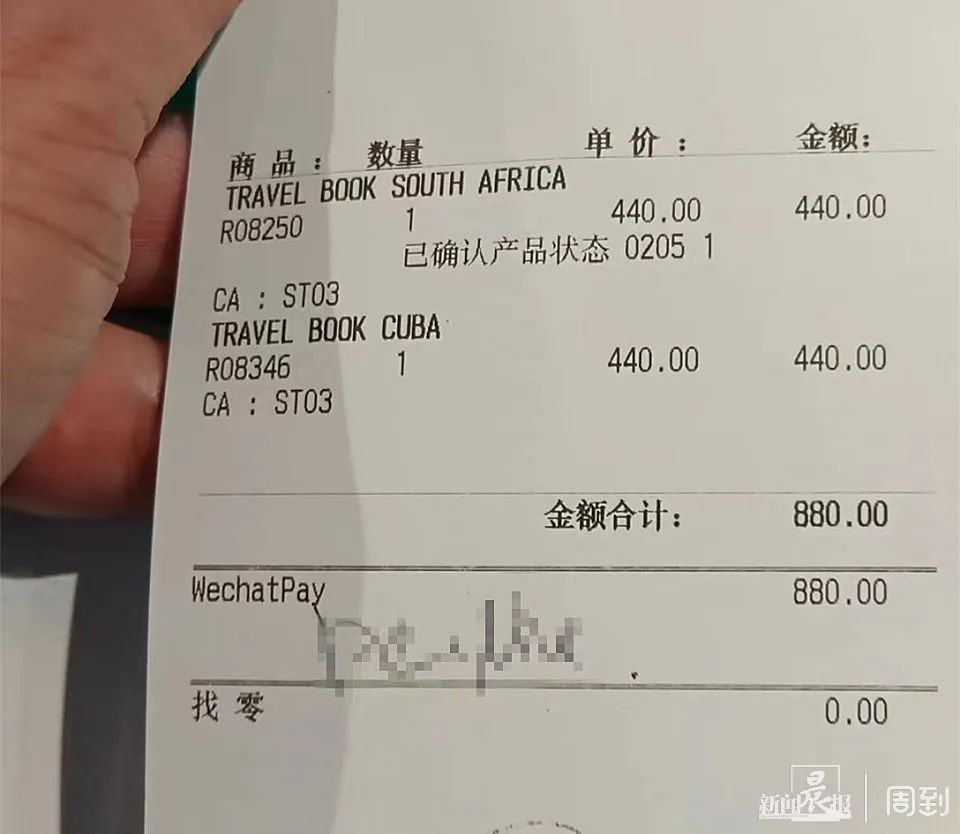 商品： 数量 单价： 金额：
TRAVEL BOOK SOUTH AFRICA
R08250 1 440.00 440.00
已确认产品状态 0205 1
CA : ST03
TRAVEL BOOK CUBA
R08346 1 440.00 440.00
CA : ST03
金额合计： 880.00
WechatPay 880.00
找零 0.00
新闻晨报 周到